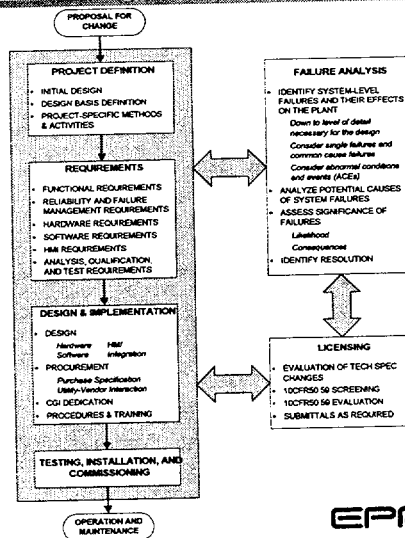 PROPOSAL FOR
CHANGE
PROJECT DEFINITION
• INITIAL DESIGN
• DESIGN BASIS DEFINITION
• PROJECT-SPECIFIC METHODS
& ACTIVITIES
REQUIREMENTS
• FUNCTIONAL REQUIREMENTS
• RELIABILITY AND FAILURE
MANAGEMENT REQUIREMENTS
• HARDWARE REQUIREMENTS
• SOFTWARE REQUIREMENTS
• HMI REQUIREMENTS
• ANALYSIS, QUALIFICATION,
AND TEST REQUIREMENTS
DESIGN & IMPLEMENTATION
• DESIGN
Hardware HMI
Software Integration
• PROCUREMENT
Purchase Specification
Utility-Vendor Interaction
• CGI DEDICATION
• PROCEDURES & TRAINING
TESTING, INSTALLATION, AND
COMMISSIONING
OPERATION AND
MAINTENANCE
FAILURE ANALYSIS
• IDENTIFY SYSTEM-LEVEL
FAILURES AND THEIR EFFECTS
ON THE PLANT
Down to level of detail
necessary for the design
Consider single failures and
common cause failures
Consider abnormal conditions
and events (ACEs)
• ANALYZE POTENTIAL CAUSES
OF SYSTEM FAILURES
• ASSESS SIGNIFICANCE OF
FAILURES
Likelihood
Consequences
• IDENTIFY RESOLUTION
LICENSING
• EVALUATION OF TECH SPEC
CHANGES
• 10CFR50.59 SCREENING
• 10CFR50.59 EVALUATION
• SUBMITTALS AS REQUIRED